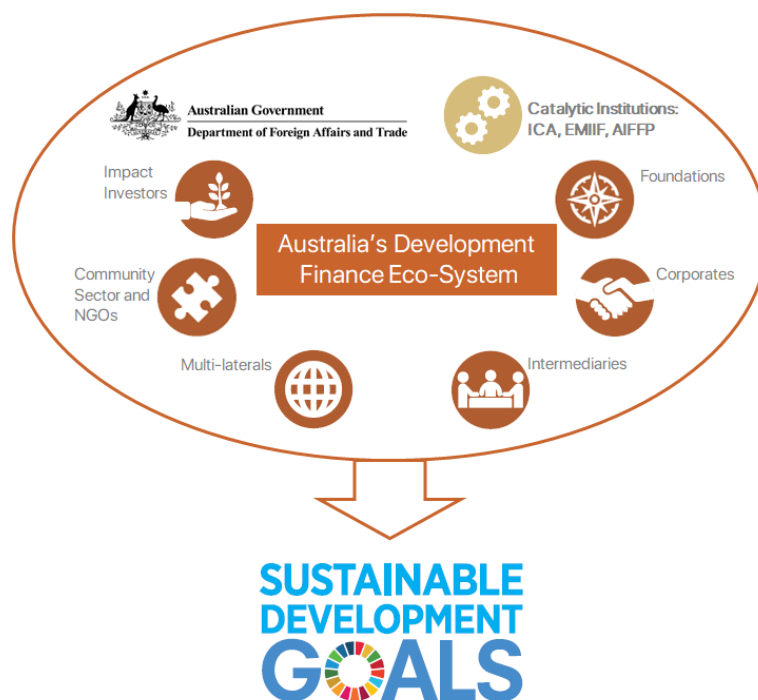 Australian Government
Department of Foreign Affairs and Trade
Catalytic Institutions:
ICA, EMIIF, AIFFP
Impact
Investors
Foundations
Australia's Development
Finance Eco-System
Community
Sector and
NGOs
Corporates
Multi-laterals
Intermediaries
SUSTAINABLE
DEVELOPMENT
GOALS